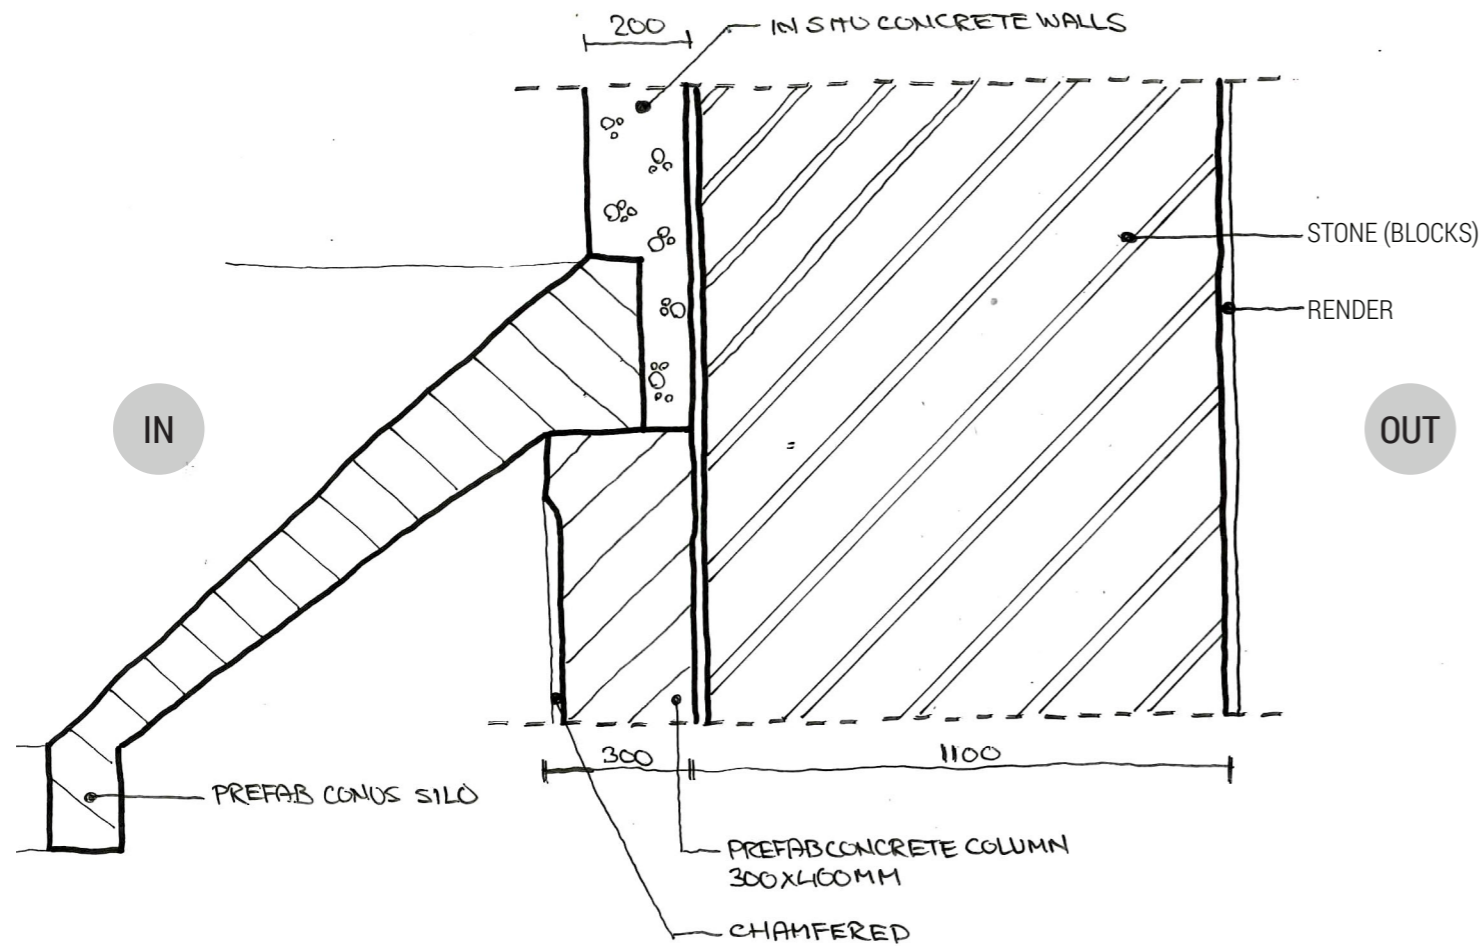 200
IN SITU CONCRETE WALLS
STONE (BLOCKS)
RENDER
IN
OUT
300
1100
PREFAB CONUS SILO
PREFAB CONCRETE COLUMN
300X400MM
CHAMFERED